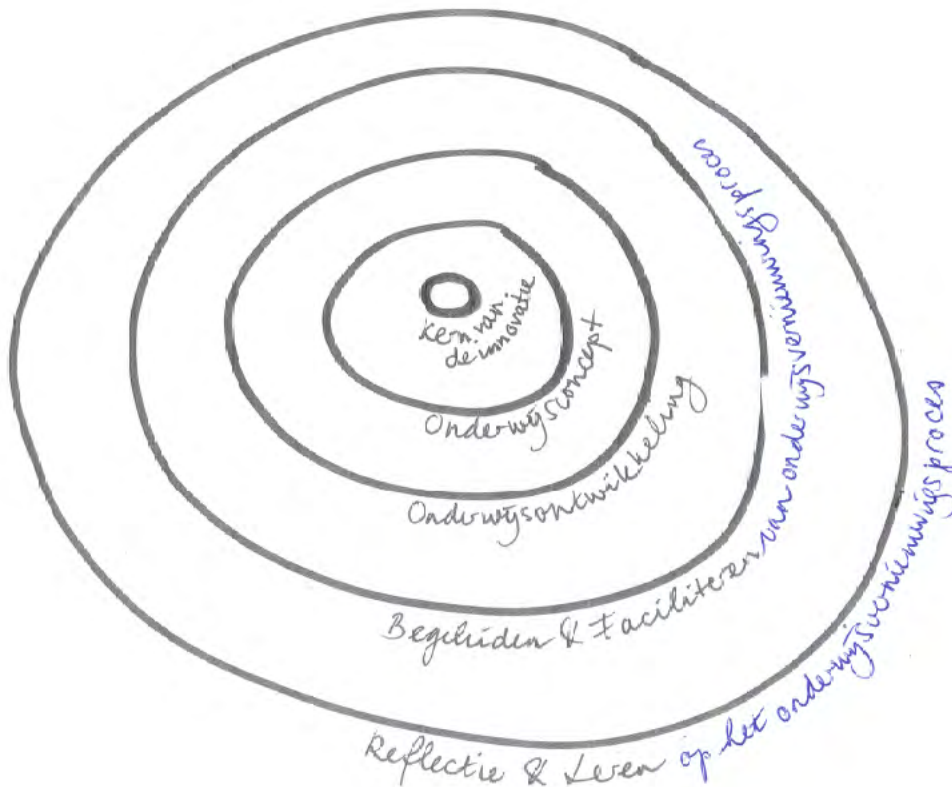 Kern van
de innovatie
Onderwijsconcept
Onderwijsontwikkeling
Begeleiden & Faciliteren van onderwijsvernieuwingsproces
Reflectie & Leren op het onderwijsvernieuwingsproces